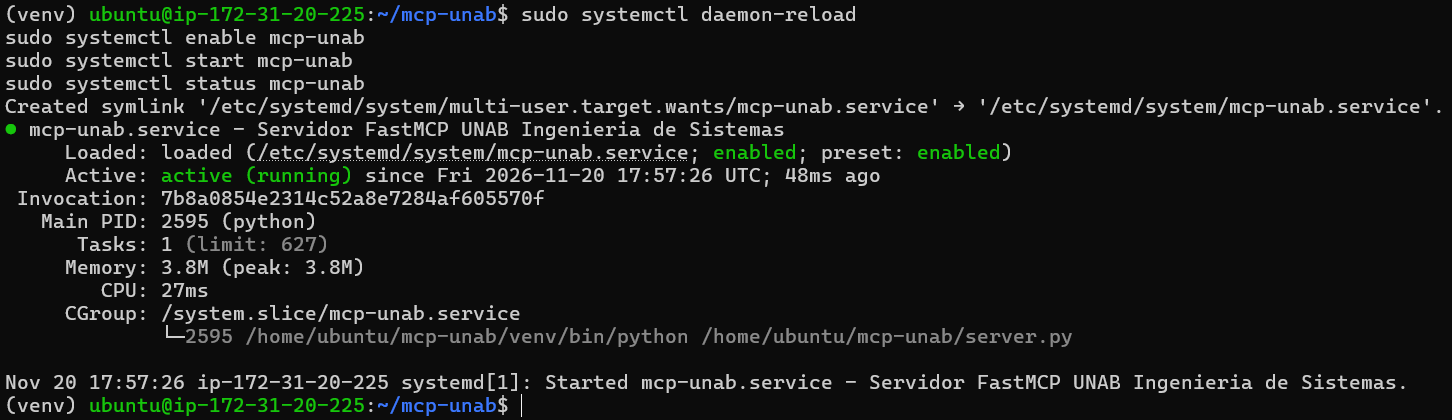 (venv) ubuntu@ip-172-31-20-225:~/mcp-unab$ sudo systemctl daemon-reload
sudo systemctl enable mcp-unab
sudo systemctl start mcp-unab
sudo systemctl status mcp-unab
Created symlink '/etc/systemd/system/multi-user.target.wants/mcp-unab.service' → '/etc/systemd/system/mcp-unab.service'.
● mcp-unab.service - Servidor FastMCP UNAB Ingenieria de Sistemas
     Loaded: loaded (/etc/systemd/system/mcp-unab.service; enabled; preset: enabled)
     Active: active (running) since Fri 2026-11-20 17:57:26 UTC; 48ms ago
 Invocation: 7b8a0854e2314c52a8e7284af605570f
   Main PID: 2595 (python)
      Tasks: 1 (limit: 627)
     Memory: 3.8M (peak: 3.8M)
        CPU: 27ms
     CGroup: /system.slice/mcp-unab.service
             └─2595 /home/ubuntu/mcp-unab/venv/bin/python /home/ubuntu/mcp-unab/server.py

Nov 20 17:57:26 ip-172-31-20-225 systemd[1]: Started mcp-unab.service - Servidor FastMCP UNAB Ingenieria de Sistemas.
(venv) ubuntu@ip-172-31-20-225:~/mcp-unab$